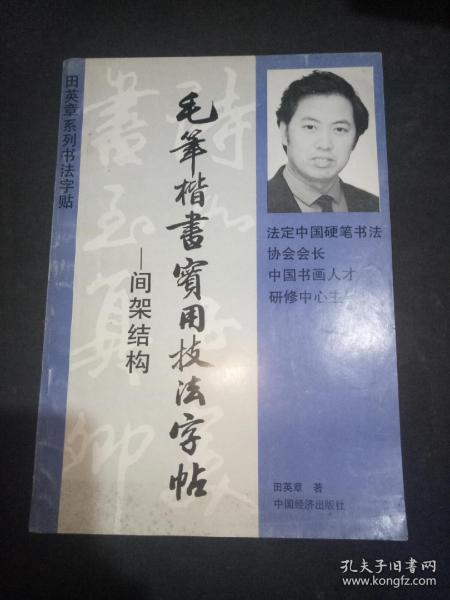 田英章系列书法字贴
毛筆楷書實用技法字帖
—间架结构
法定中国硬笔书法
协会会长
中国书画人才
研修中心主
田英章 著
中国经济出版社
孔夫子旧书网
www.kongfz.com